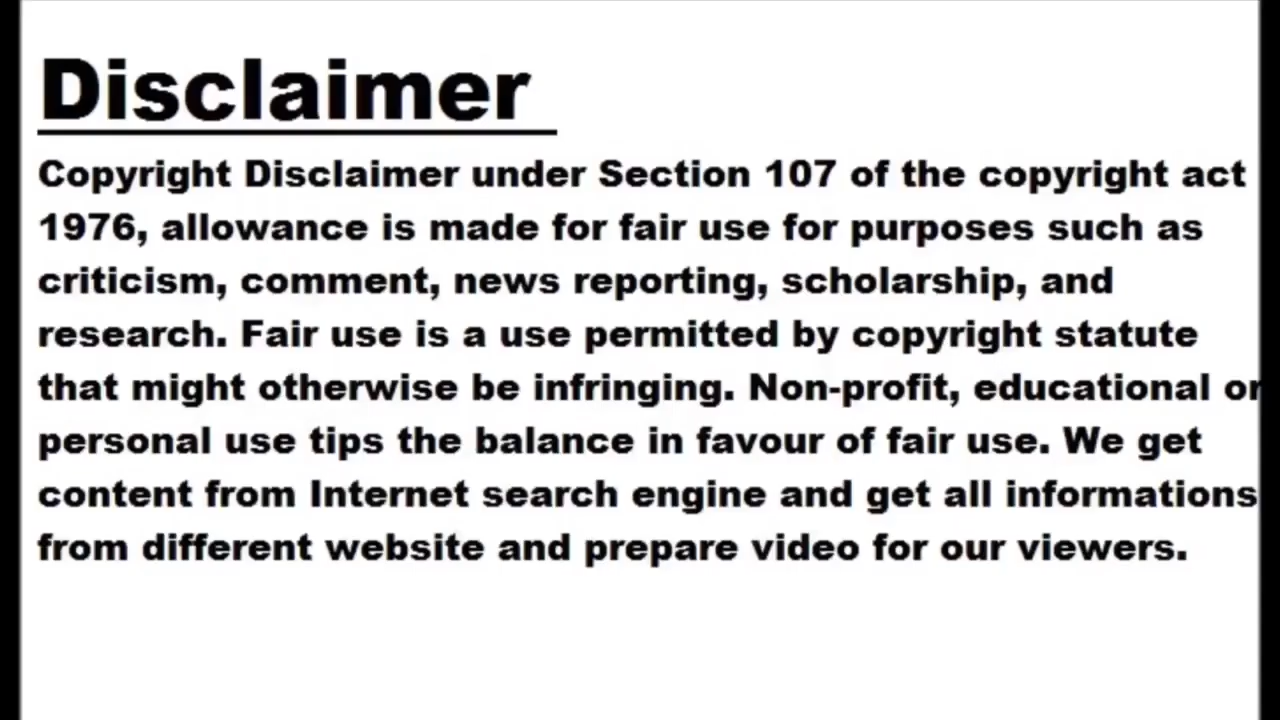 Disclaimer
Copyright Disclaimer under Section 107 of the copyright act
1976, allowance is made for fair use for purposes such as
criticism, comment, news reporting, scholarship, and
research. Fair use is a use permitted by copyright statute
that might otherwise be infringing. Non-profit, educational or
personal use tips the balance in favour of fair use. We get
content from Internet search engine and get all informations
from different website and prepare video for our viewers.